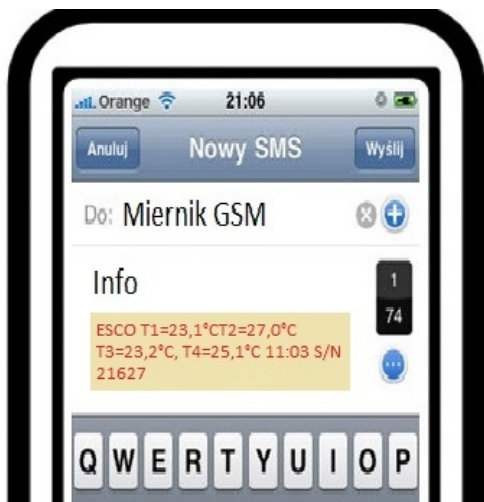 Orange 21:06
Anuluj Nowy SMS Wyślij
Do: Miernik GSM
Info
1
74
ESCO T1=23,1°CT2=27,0°C
T3=23,2°C, T4=25,1°C 11:03 S/N
21627
Q W E R T Y U I O P